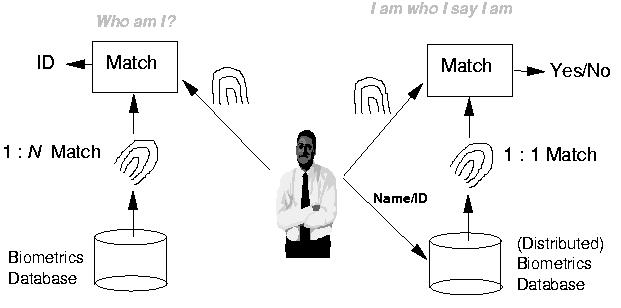 Who am I?
I am who I say I am
ID
Match
Match
Yes/No
1 : N Match
1 : 1 Match
Name/ID
Biometrics
Database
(Distributed)
Biometrics
Database